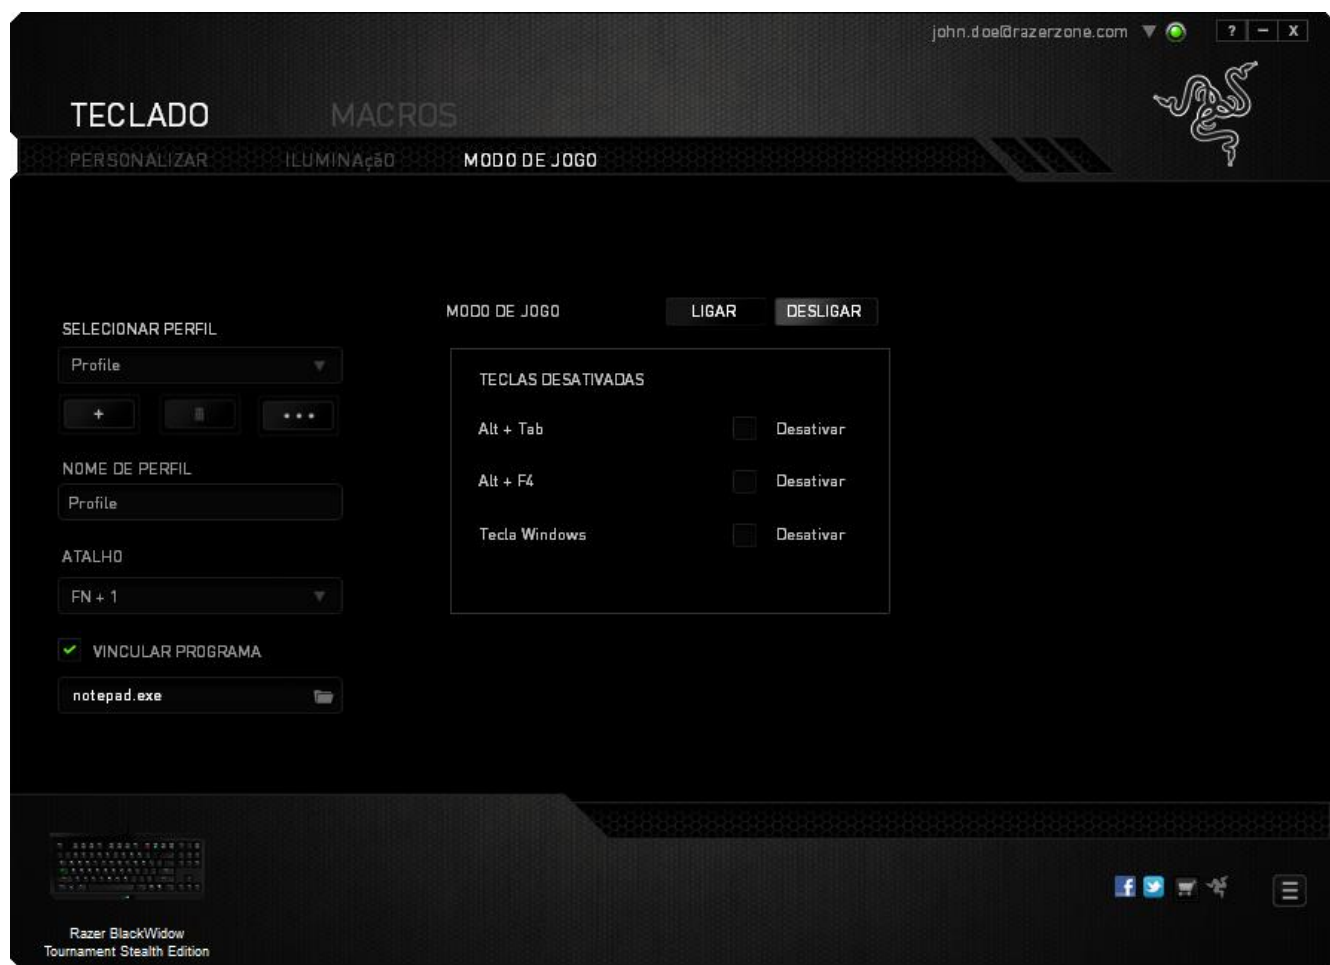 john.doe@razerzone.com
? – X
TECLADO MACROS
PERSONALIZAR ILUMINAção MODO DE JOGO
MODO DE JOGO LIGAR DESLIGAR
SELECIONAR PERFIL
Profile
TECLAS DESATIVADAS
+ •••
Alt + Tab Desativar
NOME DE PERFIL
Alt + F4 Desativar
Profile
Tecla Windows Desativar
ATALHO
FN + 1
VINCULAR PROGRAMA
notepad.exe
Razer BlackWidow
Tournament Stealth Edition